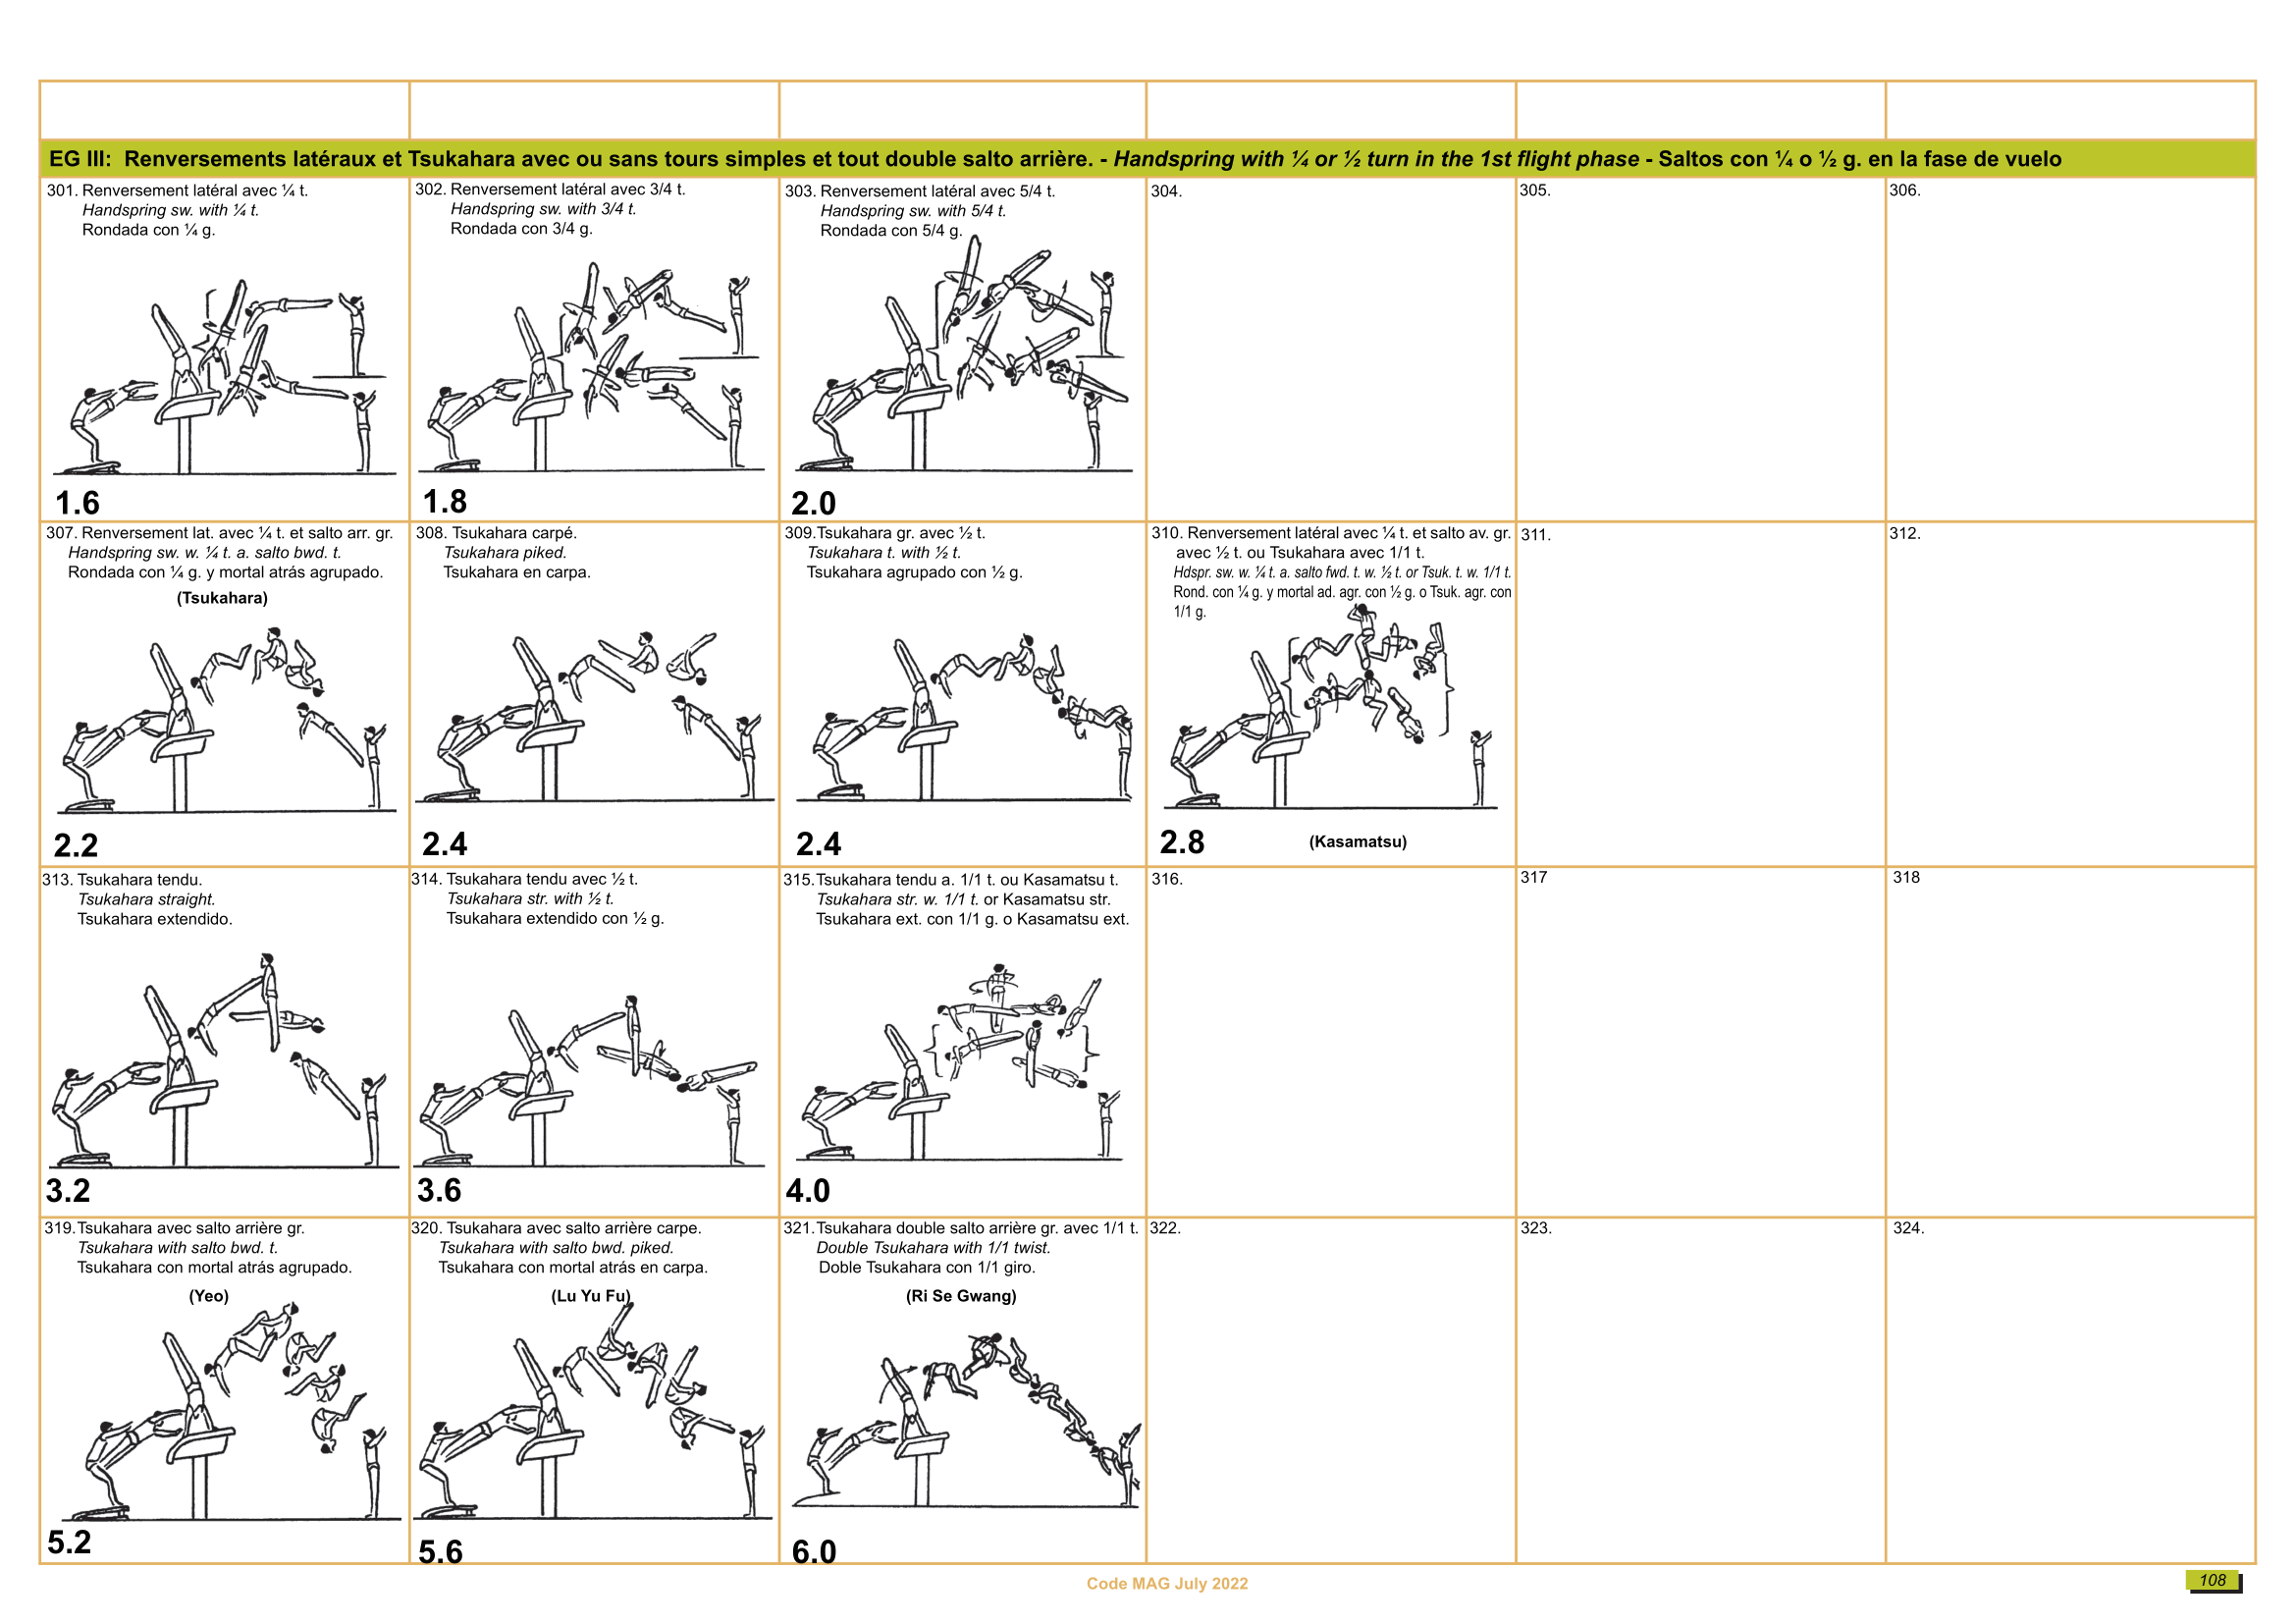 EG III:  Renversements latéraux et Tsukahara avec ou sans tours simples et tout double salto arrière. - Handspring with ¼ or ½ turn in the 1st flight phase - Saltos con ¼ o ½ g. en la fase de vuelo
301. Renversement latéral avec ¼ t.
Handspring sw. with ¼ t.
Rondada con ¼ g.
1.6
302. Renversement latéral avec 3/4 t.
Handspring sw. with 3/4 t.
Rondada con 3/4 g.
1.8
303. Renversement latéral avec 5/4 t.
Handspring sw. with 5/4 t.
Rondada con 5/4 g.
2.0
304.
305.
306.
307. Renversement lat. avec ¼ t. et salto arr. gr.
Handspring sw. w. ¼ t. a. salto bwd. t.
Rondada con ¼ g. y mortal atrás agrupado.
(Tsukahara)
2.2
308. Tsukahara carpé.
Tsukahara piked.
Tsukahara en carpa.
2.4
309.Tsukahara gr. avec ½ t.
Tsukahara t. with ½ t.
Tsukahara agrupado con ½ g.
2.4
310. Renversement latéral avec ¼ t. et salto av. gr.
avec ½ t. ou Tsukahara avec 1/1 t.
Hdspr. sw. w. ¼ t. a. salto fwd. t. w. ½ t. or Tsuk. t. w. 1/1 t.
Rond. con ¼ g. y mortal ad. agr. con ½ g. o Tsuk. agr. con
1/1 g.
2.8
(Kasamatsu)
311.
312.
313. Tsukahara tendu.
Tsukahara straight.
Tsukahara extendido.
3.2
314. Tsukahara tendu avec ½ t.
Tsukahara str. with ½ t.
Tsukahara extendido con ½ g.
3.6
315.Tsukahara tendu a. 1/1 t. ou Kasamatsu t.
Tsukahara str. w. 1/1 t. or Kasamatsu str.
Tsukahara ext. con 1/1 g. o Kasamatsu ext.
4.0
316.
317
318
319.Tsukahara avec salto arrière gr.
Tsukahara with salto bwd. t.
Tsukahara con mortal atrás agrupado.
(Yeo)
5.2
320. Tsukahara avec salto arrière carpe.
Tsukahara with salto bwd. piked.
Tsukahara con mortal atrás en carpa.
(Lu Yu Fu)
5.6
321.Tsukahara double salto arrière gr. avec 1/1 t.
Double Tsukahara with 1/1 twist.
Doble Tsukahara con 1/1 giro.
(Ri Se Gwang)
6.0
322.
323.
324.
Code MAG July 2022
108